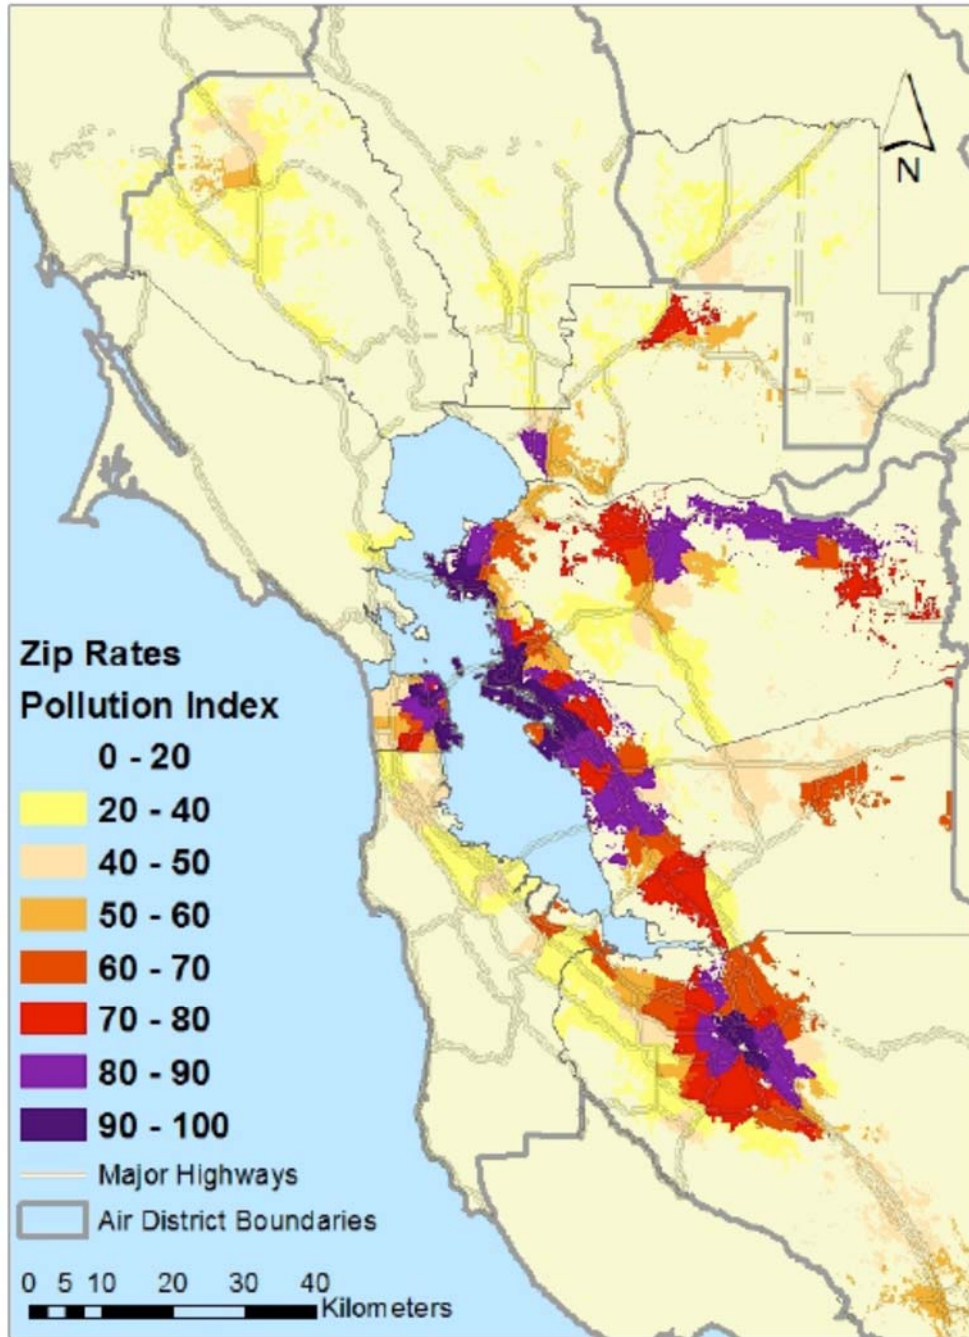 N
Zip Rates
Pollution Index
0 - 20
20 - 40
40 - 50
50 - 60
60 - 70
70 - 80
80 - 90
90 - 100
Major Highways
Air District Boundaries
0 5 10 20 30 40
Kilometers